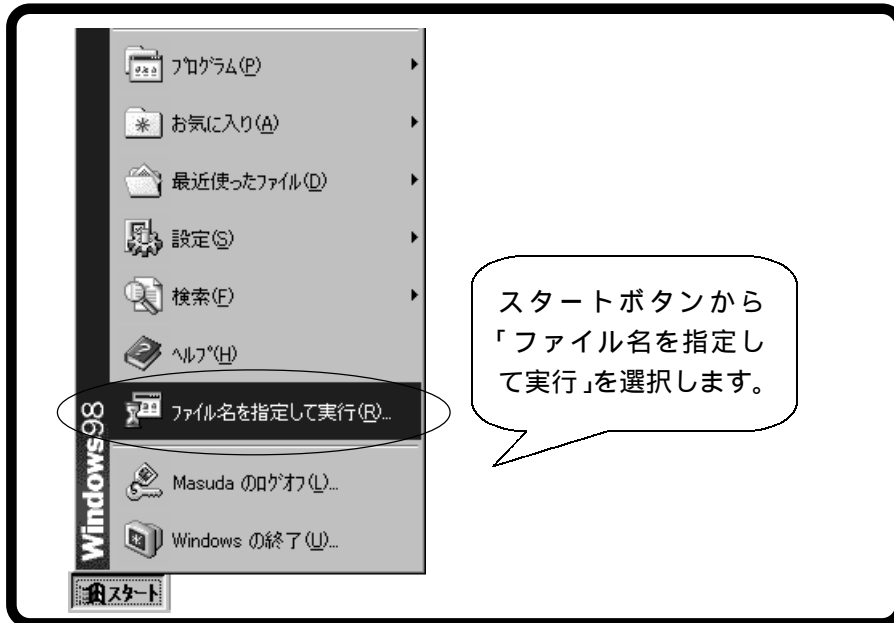 プログラム(P)
お気に入り(A)
最近使ったファイル(D)
設定(S)
検索(F)
ヘルプ(H)
ファイル名を指定して実行(R)...
Masuda のログオフ(L)...
Windows の終了(U)...
Windows98
スタート
スタートボタンから
「ファイル名を指定し
て実行」を選択します。